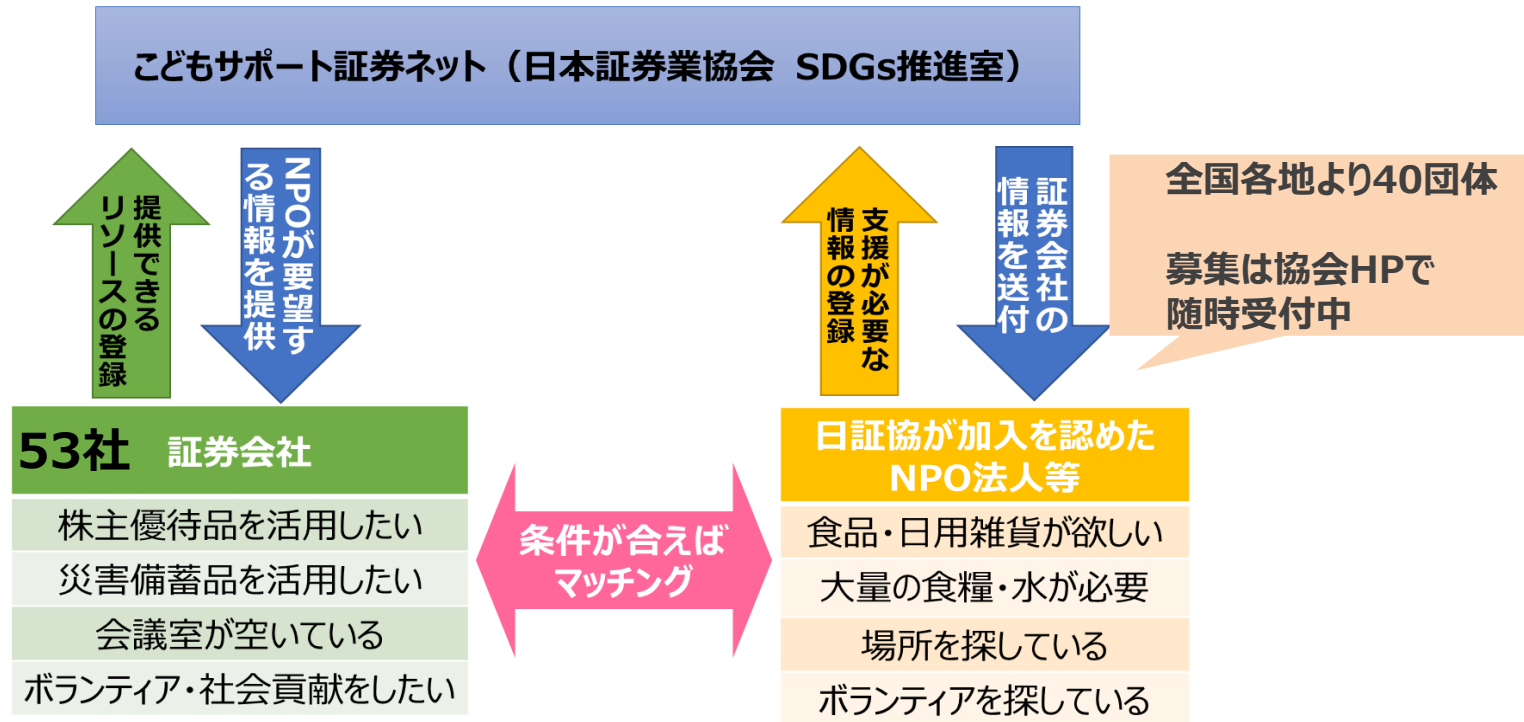 こどもサポート証券ネット（日本証券業協会 SDGs推進室）
提供できる
リソースの登録
NPOが要望す
る情報を提供
支援が必要な
情報の登録
証券会社の
情報を送付
全国各地より40団体
募集は協会HPで
随時受付中
53社 証券会社
株主優待品を活用したい
災害備蓄品を活用したい
会議室が空いている
ボランティア・社会貢献をしたい
条件が合えば
マッチング
日証協が加入を認めた
NPO法人等
食品・日用雑貨が欲しい
大量の食糧・水が必要
場所を探している
ボランティアを探している